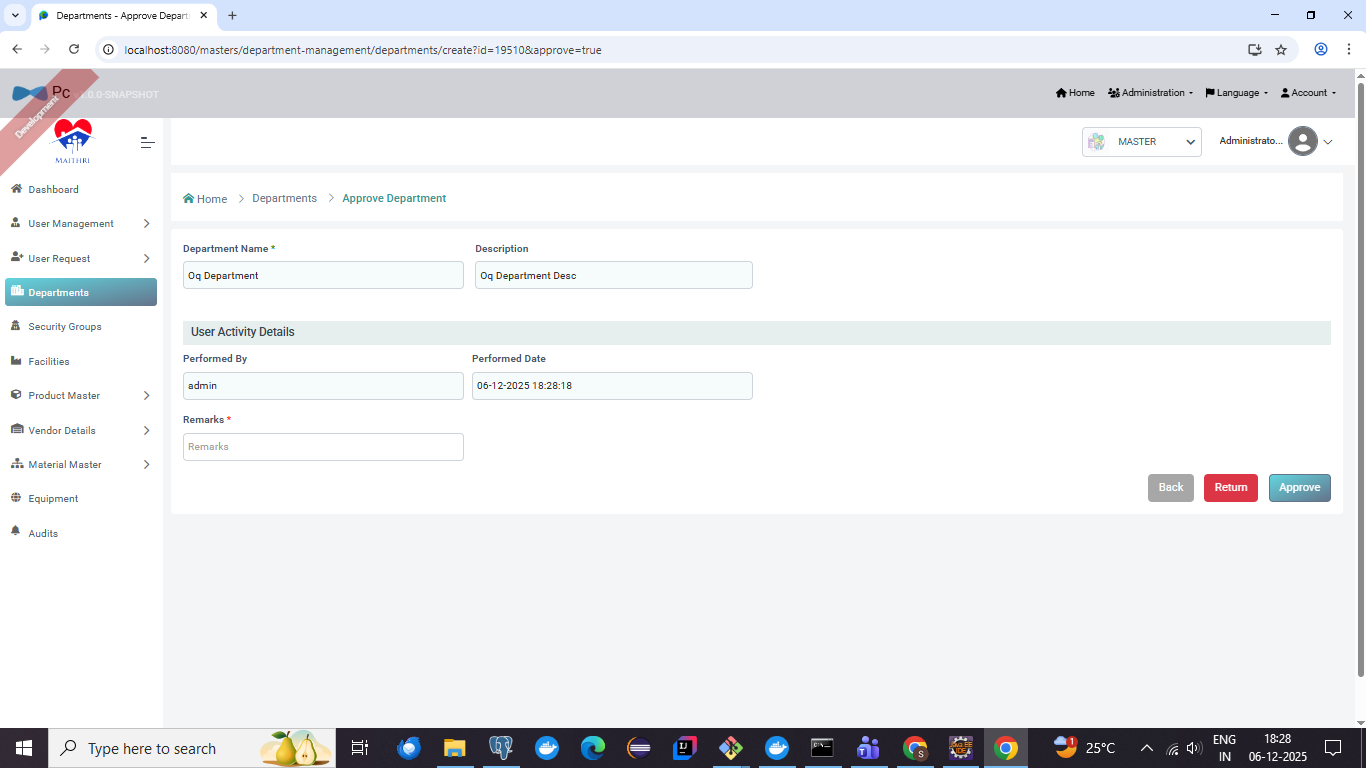 Departments - Approve Depart
localhost:8080/masters/department-management/departments/create?id=19510&approve=true
Pc v1.0.0-SNAPSHOT
Development
Home Administration Language Account
MAITHRI
MASTER
Administrato...
Dashboard
User Management
User Request
Departments
Security Groups
Facilities
Product Master
Vendor Details
Material Master
Equipment
Audits
Home Departments Approve Department
Department Name * Description
Oq Department Oq Department Desc
User Activity Details
Performed By Performed Date
admin 06-12-2025 18:28:18
Remarks *
Remarks
Back Return Approve
Type here to search
1
25°C
ENG
IN
18:28
06-12-2025